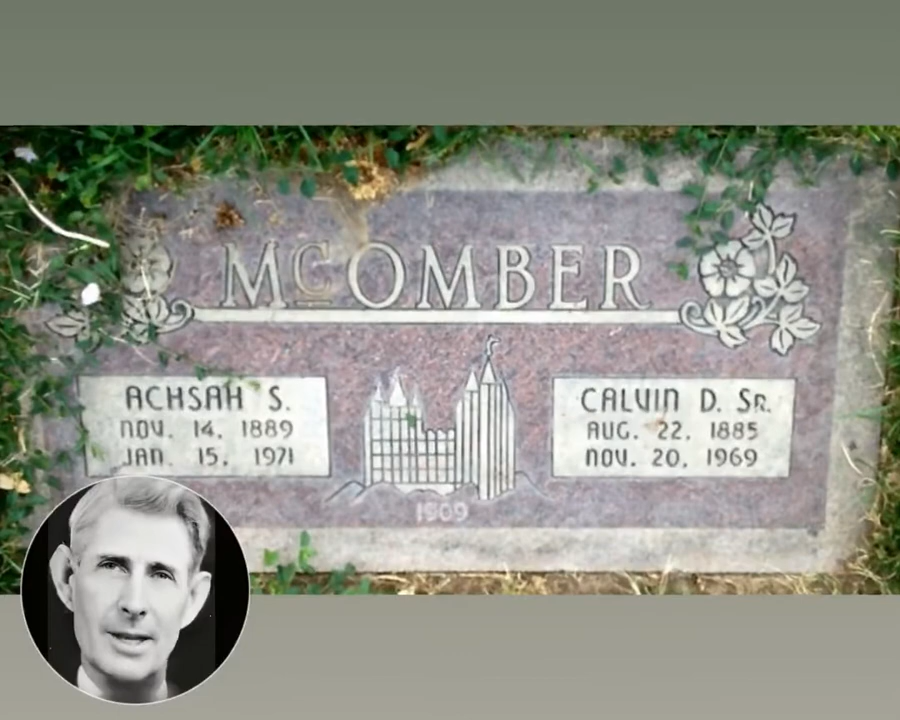 McOMBER
ACHSAH S.
NOV. 14, 1889
JAN. 15, 1971
CALVIN D. SR.
AUG. 22, 1885
NOV. 20, 1969
1909